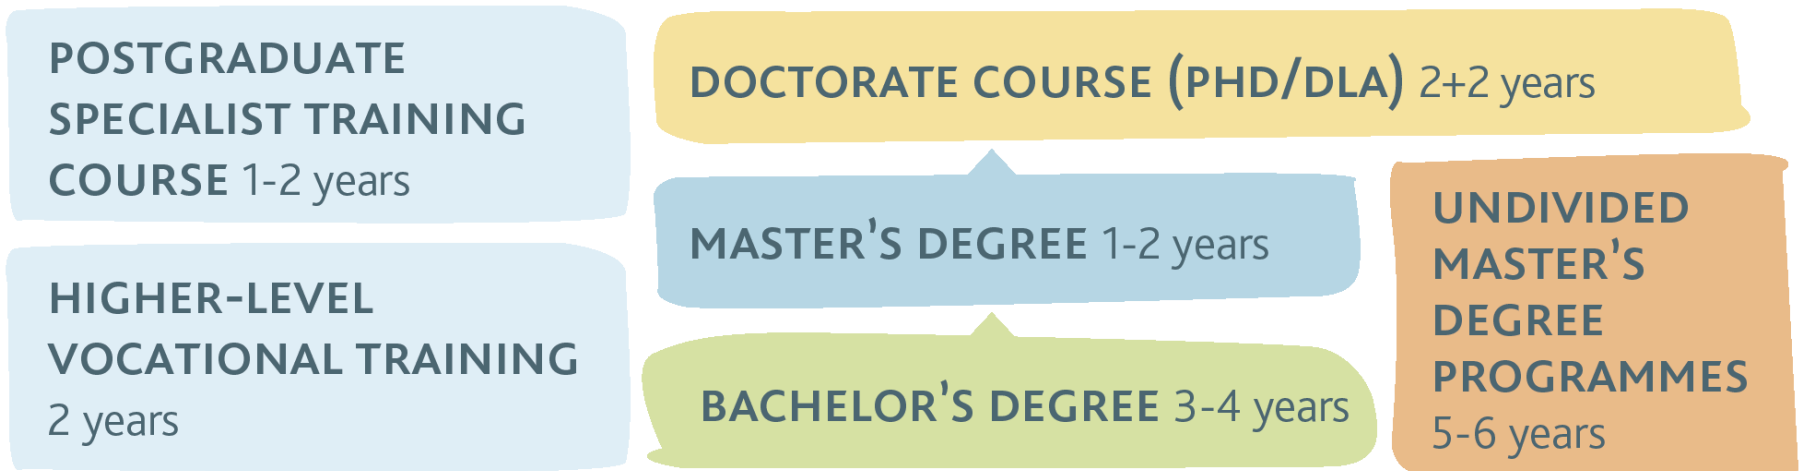 POSTGRADUATE
SPECIALIST TRAINING
COURSE 1-2 years
HIGHER-LEVEL
VOCATIONAL TRAINING
2 years
DOCTORATE COURSE (PHD/DLA) 2+2 years
MASTER'S DEGREE 1-2 years
BACHELOR'S DEGREE 3-4 years
UNDIVIDED
MASTER'S
DEGREE
PROGRAMMES
5-6 years